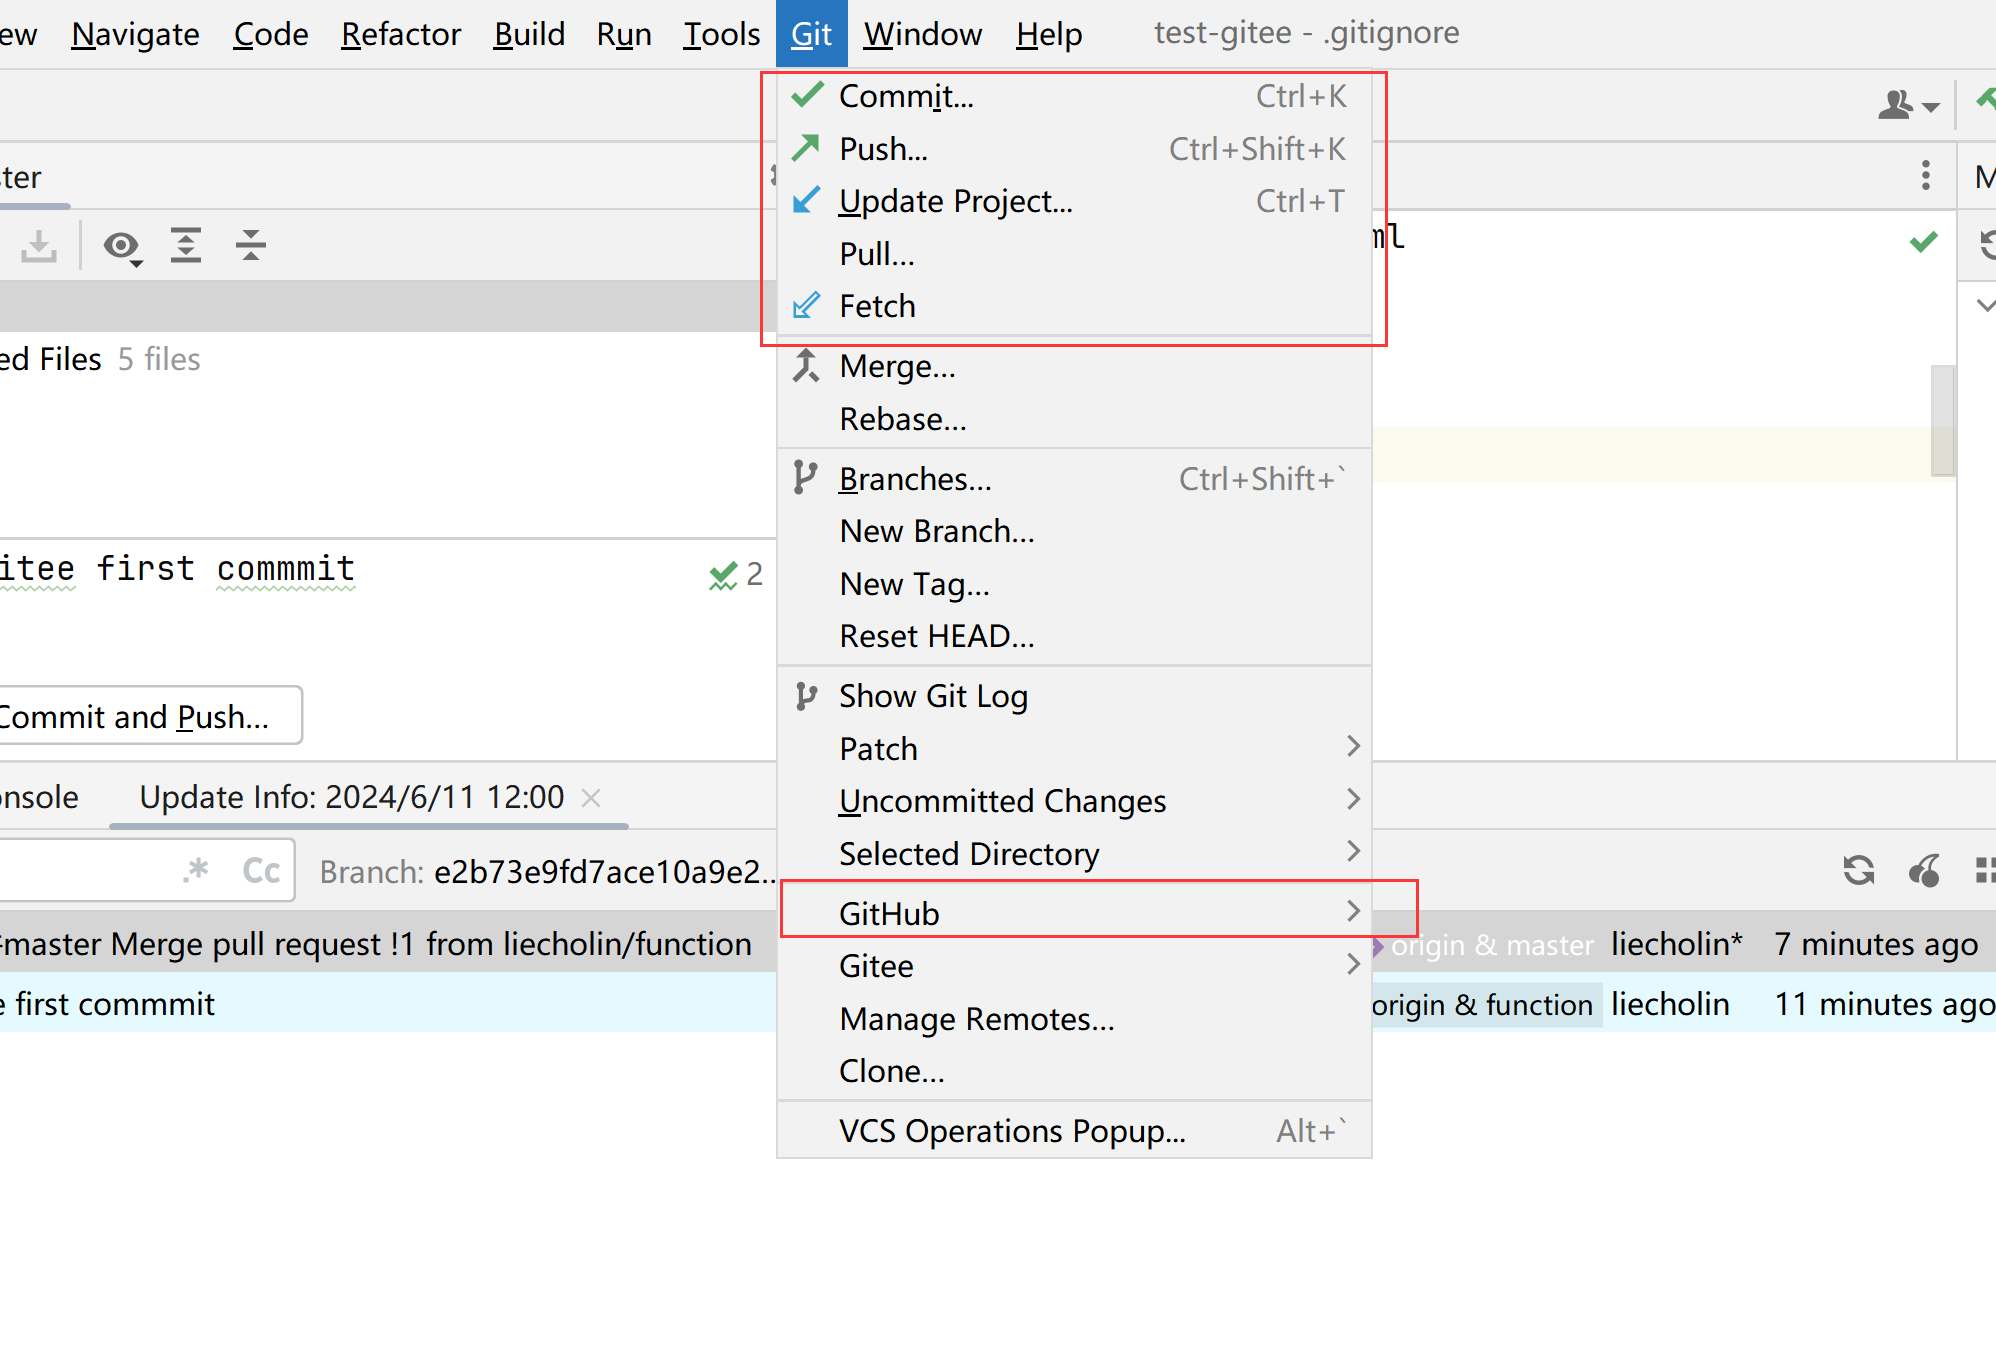 ew Navigate Code Refactor Build Run Tools Git Window Help test-gitee - .gitignore
Commit... Ctrl+K
Push... Ctrl+Shift+K
ter
Update Project... Ctrl+T
ml
Pull...
Fetch
ed Files 5 files
Merge...
Rebase...
Branches... Ctrl+Shift+`
New Branch...
itee first commmit 2
New Tag...
Reset HEAD...
Show Git Log
Commit and Push...
Patch
onsole Update Info: 2024/6/11 12:00
Uncommitted Changes
Selected Directory
.* Cc Branch: e2b73e9fd7ace10a9e2...
GitHub
master Merge pull request !1 from liecholin/function origin & master liecholin* 7 minutes ago
Gitee
e first commmit origin & function liecholin 11 minutes ago
Manage Remotes...
Clone...
VCS Operations Popup... Alt+`